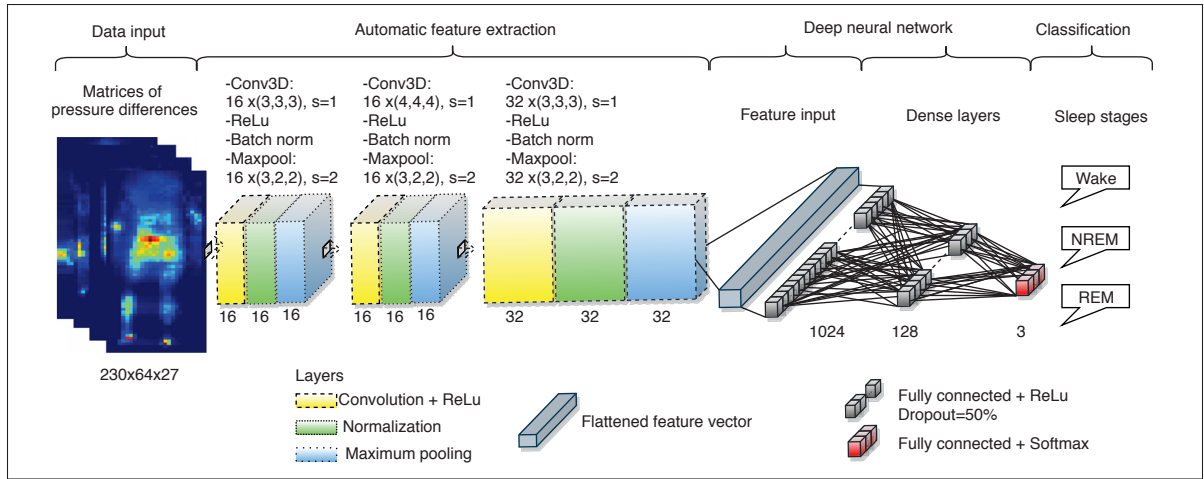 Data input
Automatic feature extraction
Deep neural network
Classification
Matrices of
pressure differences
230x64x27
-Conv3D:
16 x(3,3,3), s=1
-ReLu
-Batch norm
-Maxpool:
16 x(3,2,2), s=2
16 16 16
-Conv3D:
16 x(4,4,4), s=1
-ReLu
-Batch norm
-Maxpool:
16 x(3,2,2), s=2
16 16 16
-Conv3D:
32 x(3,3,3), s=1
-ReLu
-Batch norm
-Maxpool:
32 x(3,2,2), s=2
32 32 32
Feature input
Dense layers
1024 128 3
Sleep stages
Wake
NREM
REM
Layers
Convolution + ReLu
Normalization
Maximum pooling
Flattened feature vector
Fully connected + ReLu
Dropout=50%
Fully connected + Softmax